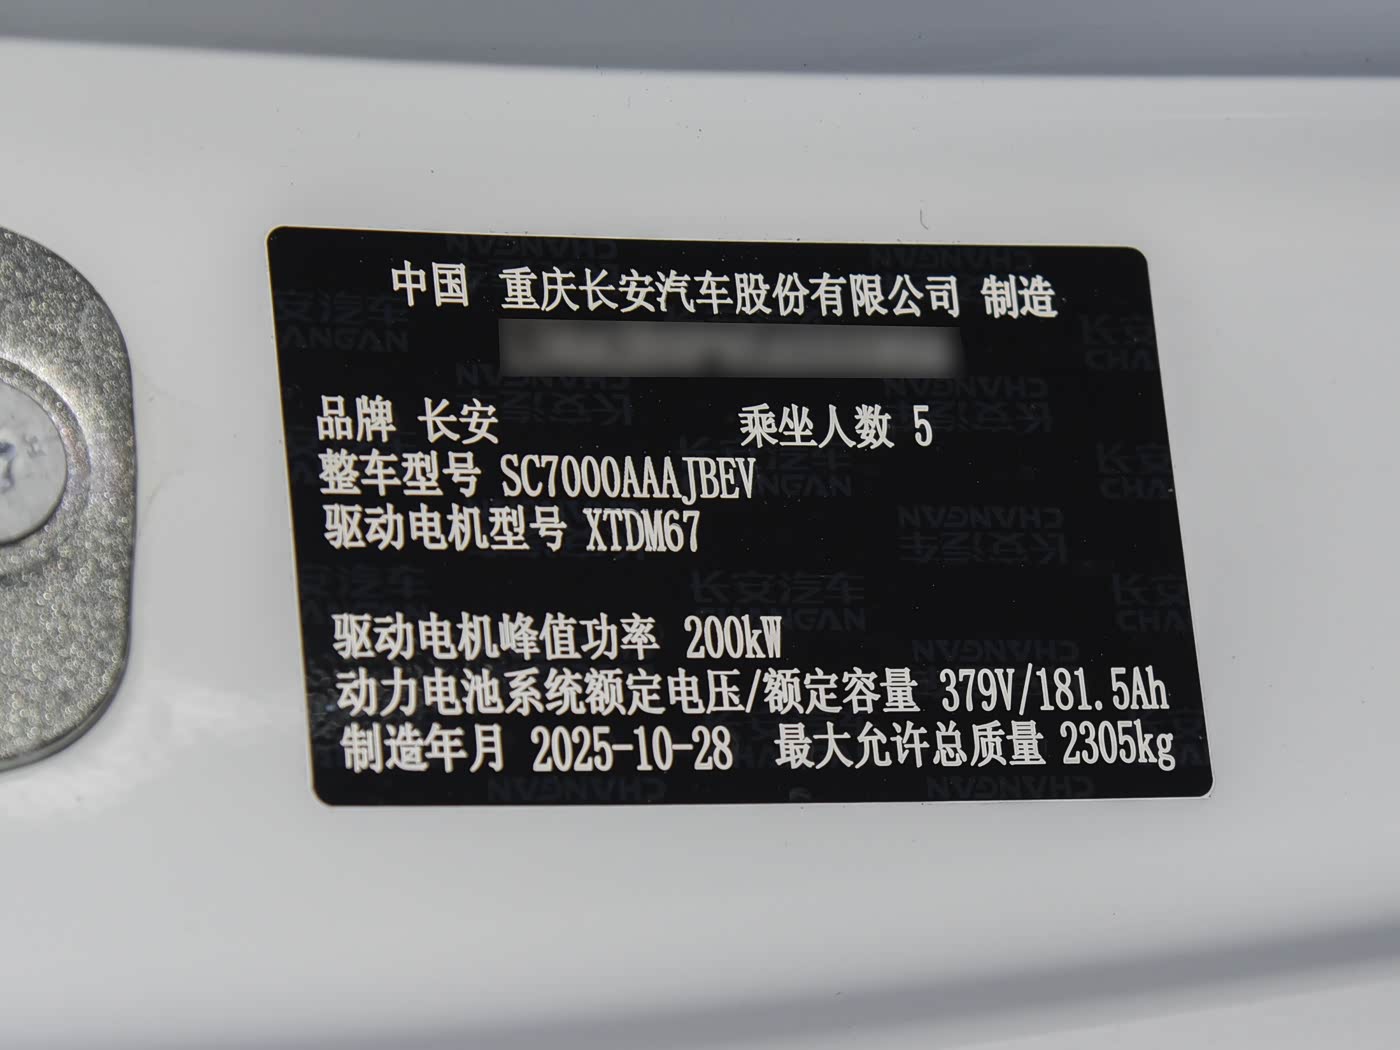 中国 重庆长安汽车股份有限公司 制造
品牌 长安 乘坐人数 5
整车型号 SC7000AAAJBEV
驱动电机型号 XTDM67
驱动电机峰值功率 200kW
动力电池系统额定电压/额定容量 379V/181.5Ah
制造年月 2025-10-28 最大允许总质量 2305kg